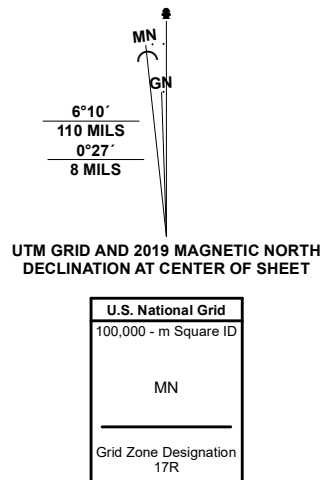 MN
GN
6°10´
110 MILS
0°27´
8 MILS
UTM GRID AND 2019 MAGNETIC NORTH
DECLINATION AT CENTER OF SHEET
U.S. National Grid
100,000 - m Square ID
MN
Grid Zone Designation
17R